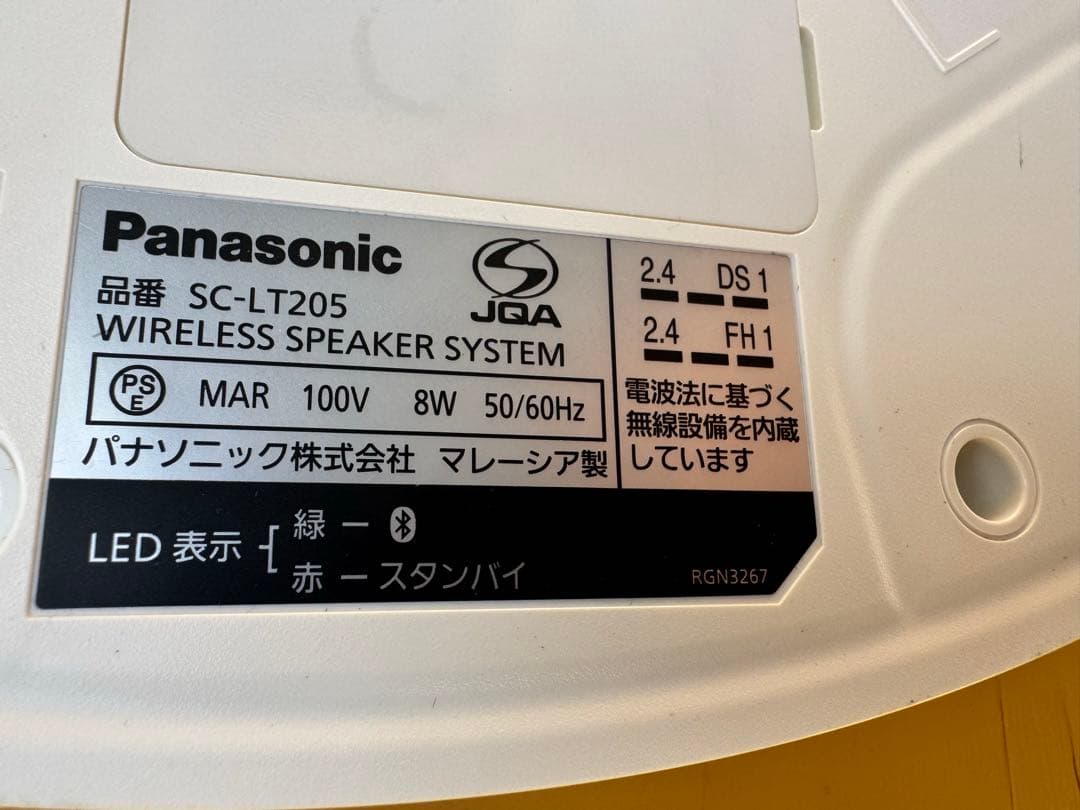 Panasonic
JQA
品番 SC-LT205
WIRELESS SPEAKER SYSTEM
PSE MAR 100V 8W 50/60Hz
パナソニック株式会社 マレーシア製
2.4 DS 1
2.4 FH 1
電波法に基づく
無線設備を内蔵
しています
LED 表示
緑 ー
赤 ースタンバイ
RGN3267